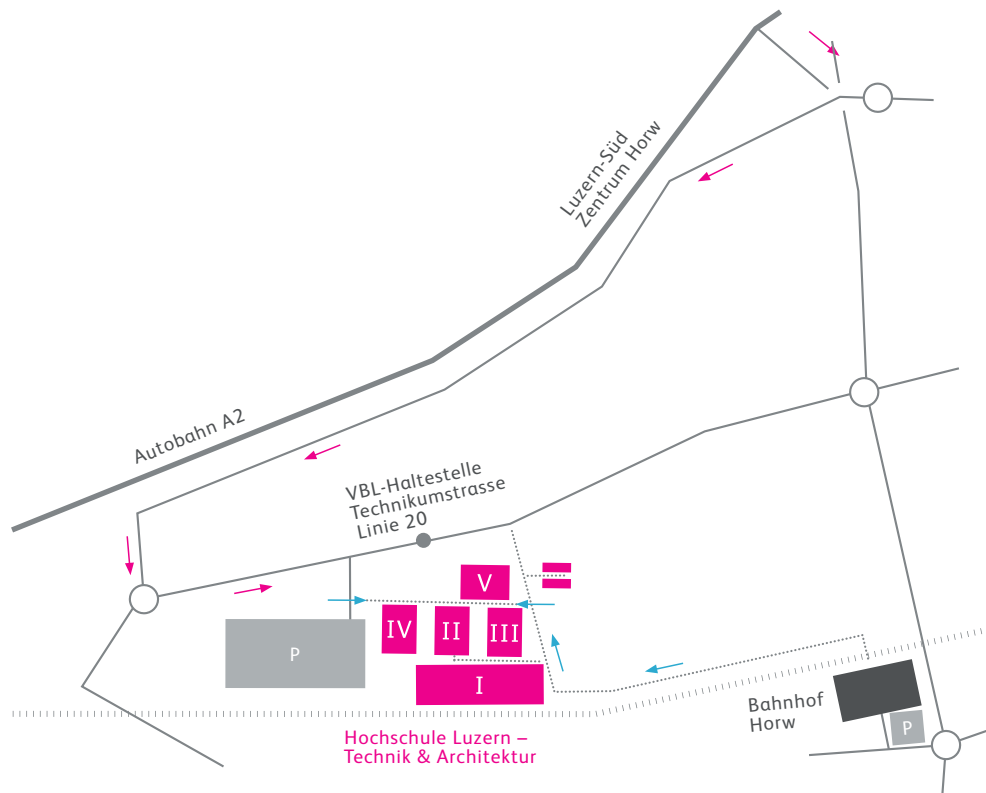 Luzern-Süd
Zentrum Horw
Autobahn A2
VBL-Haltestelle
Technikumstrasse
Linie 20
V
IV
II
III
I
P
Bahnhof
Horw
P
Hochschule Luzern –
Technik & Architektur